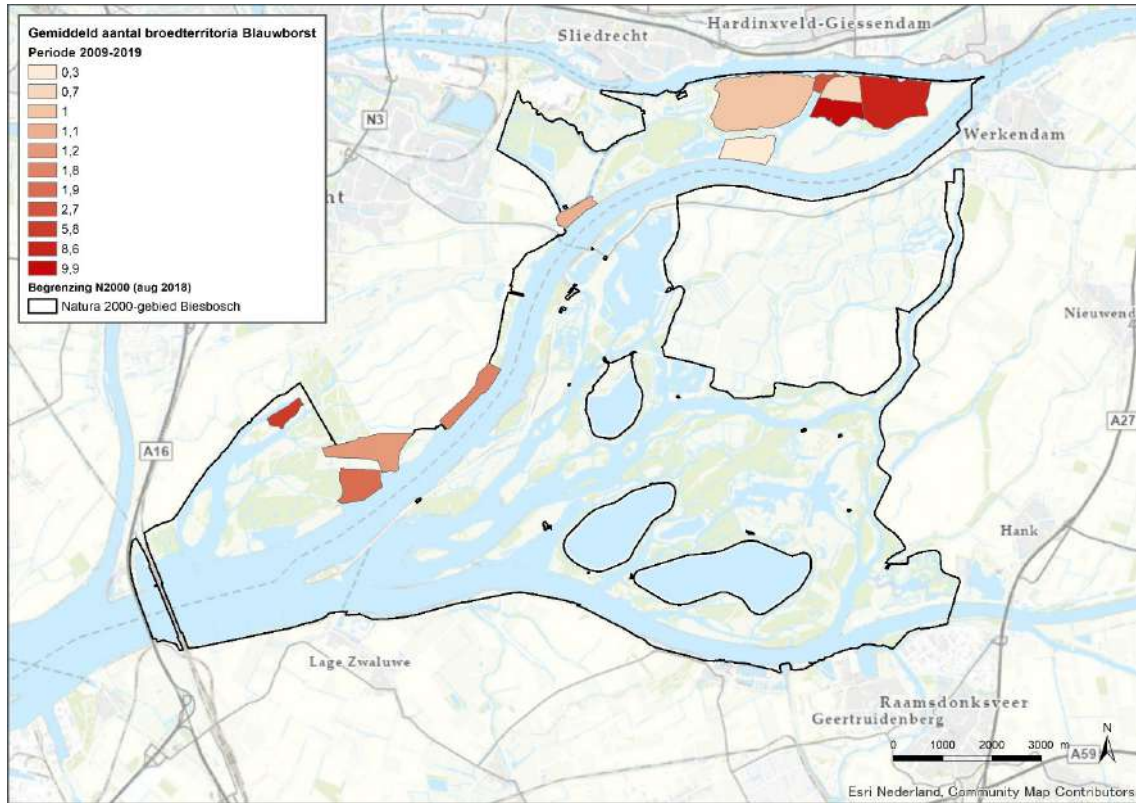 Gemiddeld aantal broedterritoria Blauwborst
Periode 2009-2019
0,3
0,7
1
1,1
1,2
1,8
1,9
2,7
5,8
8,6
9,9
Begrenzing N2000 (aug 2018)
Natura 2000-gebied Biesbosch
Hardinxveld-Giessendam
Sliedrecht
N3
Werkendam
ht
Nieuwend
A27
A16
Hank
Lage Zwaluwe
Raamsdonksveer
Geertruidenberg
0 1000 2000 3000 m
N
A59
Esri Nederland, Community Map Contributors